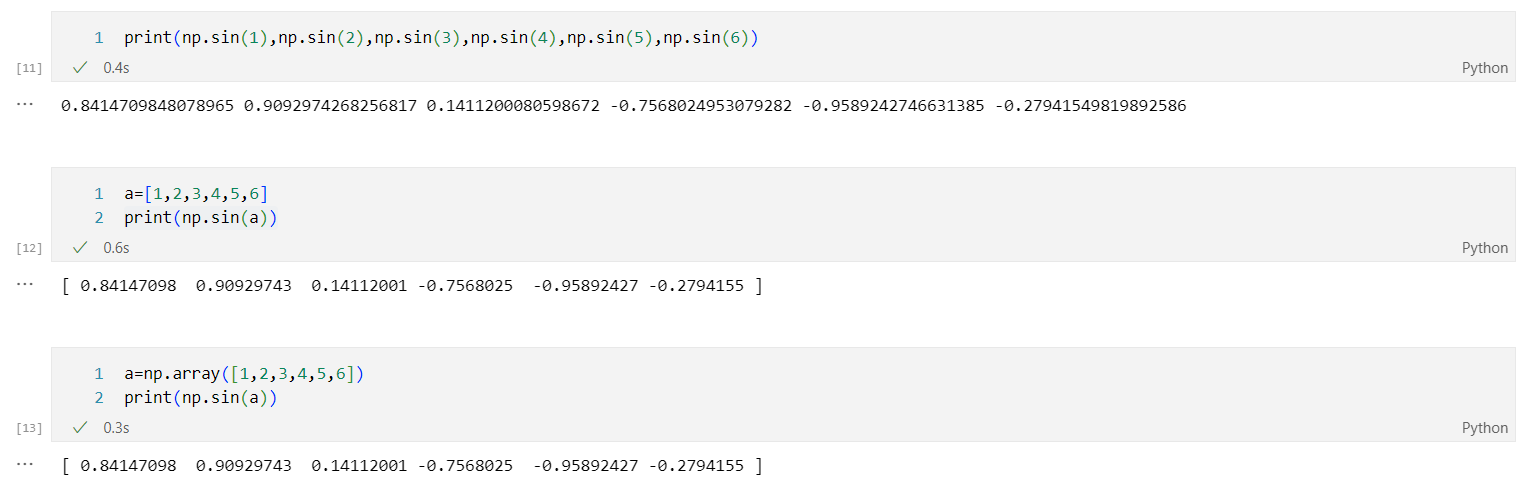 1 print(np.sin(1),np.sin(2),np.sin(3),np.sin(4),np.sin(5),np.sin(6))
[11] ✓ 0.4s Python
... 0.8414709848078965 0.9092974268256817 0.1411200080598672 -0.7568024953079282 -0.9589242746631385 -0.27941549819892586
1 a=[1,2,3,4,5,6]
2 print(np.sin(a))
[12] ✓ 0.6s Python
... [ 0.84147098  0.90929743  0.14112001 -0.7568025  -0.95892427 -0.2794155 ]
1 a=np.array([1,2,3,4,5,6])
2 print(np.sin(a))
[13] ✓ 0.3s Python
... [ 0.84147098  0.90929743  0.14112001 -0.7568025  -0.95892427 -0.2794155 ]